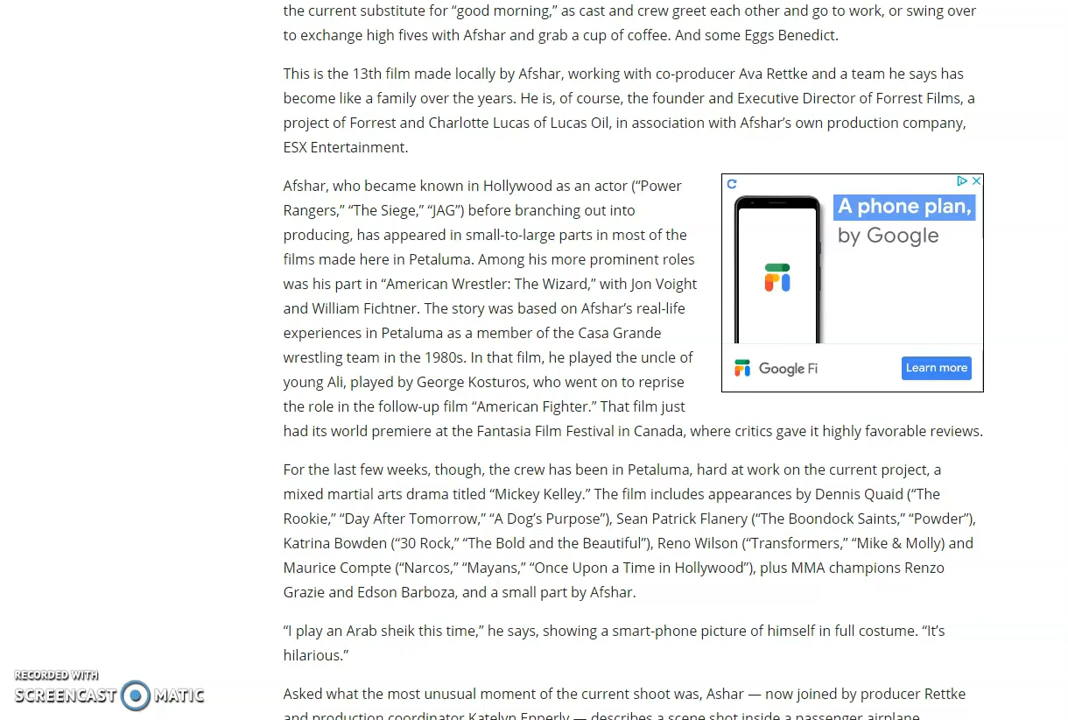 the current substitute for “good morning,” as cast and crew greet each other and go to work, or swing over
to exchange high fives with Afshar and grab a cup of coffee. And some Eggs Benedict.
This is the 13th film made locally by Afshar, working with co-producer Ava Rettke and a team he says has
become like a family over the years. He is, of course, the founder and Executive Director of Forrest Films, a
project of Forrest and Charlotte Lucas of Lucas Oil, in association with Afshar’s own production company,
ESX Entertainment.
Afshar, who became known in Hollywood as an actor (“Power
Rangers,” “The Siege,” “JAG”) before branching out into
producing, has appeared in small-to-large parts in most of the
films made here in Petaluma. Among his more prominent roles
was his part in “American Wrestler: The Wizard,” with Jon Voight
and William Fichtner. The story was based on Afshar’s real-life
experiences in Petaluma as a member of the Casa Grande
wrestling team in the 1980s. In that film, he played the uncle of
young Ali, played by George Kosturos, who went on to reprise
the role in the follow-up film “American Fighter.” That film just
had its world premiere at the Fantasia Film Festival in Canada, where critics gave it highly favorable reviews.
A phone plan,
by Google
Google Fi
Learn more
For the last few weeks, though, the crew has been in Petaluma, hard at work on the current project, a
mixed martial arts drama titled “Mickey Kelley.” The film includes appearances by Dennis Quaid (“The
Rookie,” “Day After Tomorrow,” “A Dog’s Purpose”), Sean Patrick Flanery (“The Boondock Saints,” “Powder”),
Katrina Bowden (“30 Rock,” “The Bold and the Beautiful”), Reno Wilson (“Transformers,” “Mike & Molly) and
Maurice Compte (“Narcos,” “Mayans,” “Once Upon a Time in Hollywood”), plus MMA champions Renzo
Grazie and Edson Barboza, and a small part by Afshar.
“I play an Arab sheik this time,” he says, showing a smart-phone picture of himself in full costume. “It’s
hilarious.”
Asked what the most unusual moment of the current shoot was, Ashar — now joined by producer Rettke
and production coordinator Katelyn Epperly — describes a scene shot inside a passenger airplane
RECORDED WITH
SCREENCAST MATIC